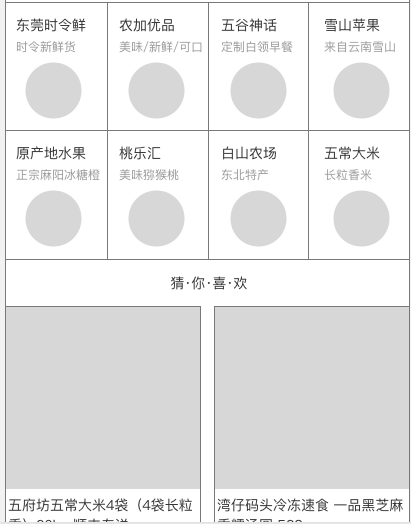 东莞时令鲜
农加优品
五谷神话
雪山苹果
时令新鲜货
美味/新鲜/可口
定制白领早餐
来自云南雪山
原产地水果
桃乐汇
白山农场
五常大米
正宗麻阳冰糖橙
美味猕猴桃
东北特产
长粒香米
猜·你·喜·欢
五府坊五常大米4袋（4袋长粒
湾仔码头冷冻速食 一品黑芝麻